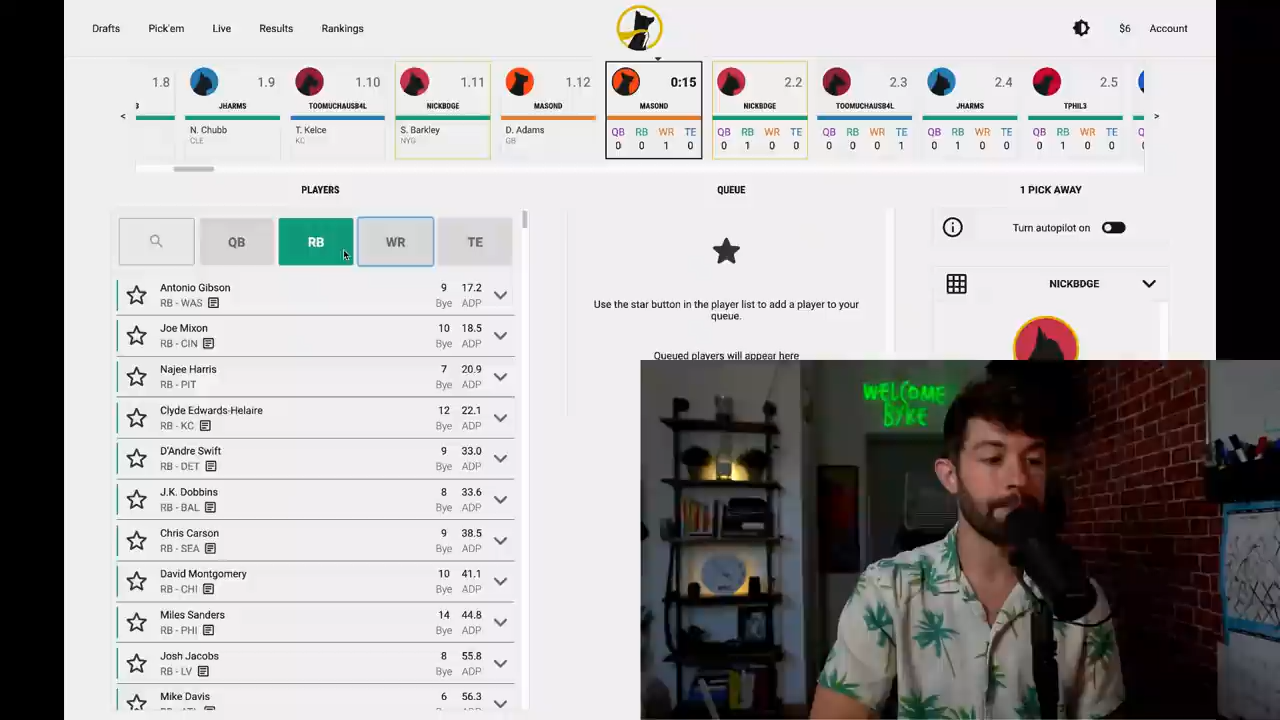 Drafts Pick'em Live Results Rankings $6 Account
1.8 1.9 1.10 1.11 1.12 0:15 2.2 2.3 2.4 2.5
3 JHARMS TOOMUCHAUSB4L NICKBDGE MASOND MASOND NICKBDGE TOOMUCHAUSB4L JHARMS TPHIL3
< N. Chubb T. Kelce S. Barkley D. Adams QB RB WR TE QB RB WR TE QB RB WR TE QB RB WR TE QB RB WR TE >
CLE KC NYG GB 0 0 1 0 0 1 0 0 0 0 0 1 0 1 0 0 0 1 0 0
PLAYERS QUEUE 1 PICK AWAY
QB RB WR TE
Turn autopilot on
NICKBDGE
Use the star button in the player list to add a player to your
queue.
Queued players will appear here
Antonio Gibson 9 17.2
RB - WAS Bye ADP
Joe Mixon 10 18.5
RB - CIN Bye ADP
Najee Harris 7 20.9
RB - PIT Bye ADP
Clyde Edwards-Helaire 12 22.1
RB - KC Bye ADP
D'Andre Swift 9 33.0
RB - DET Bye ADP
J.K. Dobbins 8 33.6
RB - BAL Bye ADP
Chris Carson 9 38.5
RB - SEA Bye ADP
David Montgomery 10 41.1
RB - CHI Bye ADP
Miles Sanders 14 44.8
RB - PHI Bye ADP
Josh Jacobs 8 55.8
RB - LV Bye ADP
Mike Davis 6 56.3
WELCOME
BYKE